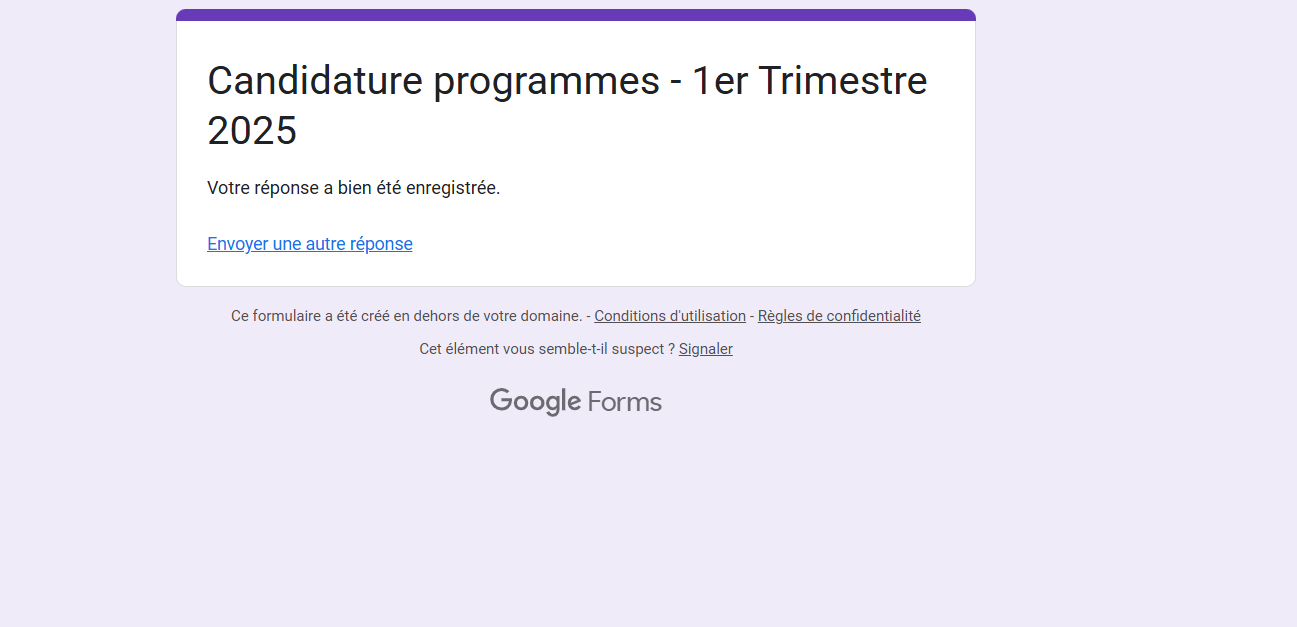 Candidature programmes - 1er Trimestre
2025
Votre réponse a bien été enregistrée.
Envoyer une autre réponse
Ce formulaire a été créé en dehors de votre domaine. - Conditions d'utilisation - Règles de confidentialité
Cet élément vous semble-t-il suspect ? Signaler
Google Forms